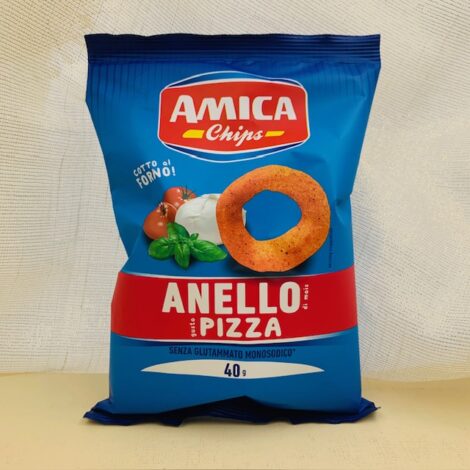 AMICA
Chips
COTTO al
FORNO!
ANELLO
di mais
gusto
PIZZA
SENZA GLUTAMMATO MONOSODICO*
40g